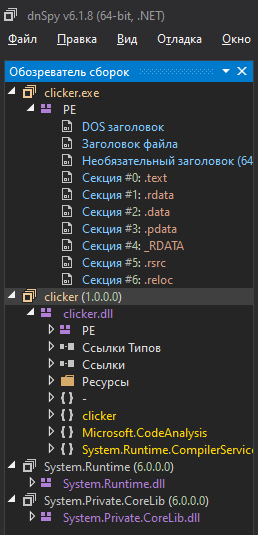 dnSpy v6.1.8 (64-bit, .NET)
Файл Правка Вид Отладка Окно
Обозреватель сборок
clicker.exe
PE
DOS заголовок
Заголовок файла
Необязательный заголовок (64
Секция #0: .text
Секция #1: .rdata
Секция #2: .data
Секция #3: .pdata
Секция #4: _RDATA
Секция #5: .rsrc
Секция #6: .reloc
clicker (1.0.0.0)
clicker.dll
PE
Ссылки Типов
Ссылки
Ресурсы
{ } -
{ } clicker
{ } Microsoft.CodeAnalysis
{ } System.Runtime.CompilerService
System.Runtime (6.0.0.0)
System.Runtime.dll
System.Private.CoreLib (6.0.0.0)
System.Private.CoreLib.dll